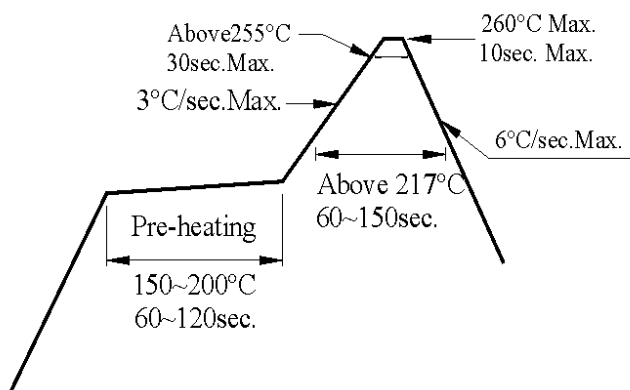 Above255°C
30sec.Max.
260°C Max.
10sec. Max.
3°C/sec.Max.
6°C/sec.Max.
Above 217°C
60~150sec.
Pre-heating
150~200°C
60~120sec.